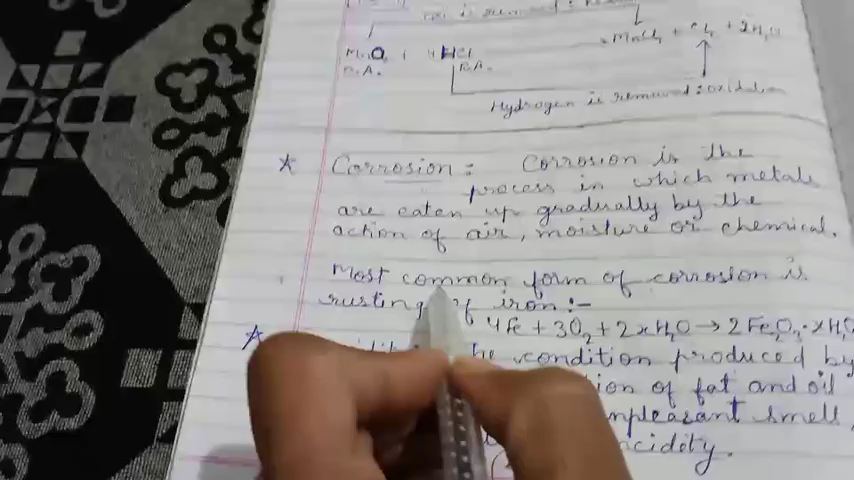 MnO2 + 4HCl → MnCl2 + Cl2 + 2H2O
O.A. R.A.
Hydrogen is removed : oxidation
* Corrosion : Corrosion is the
process in which metals
are eaten up gradually by the
action of air, moisture or chemical.
Most common form of corrosion is
rusting of iron :-
4Fe + 3O2 + 2xH2O → 2Fe2O3.xH2O
* the condition produced by
ion of fat and oil
unpleasant smell,
ncidity.